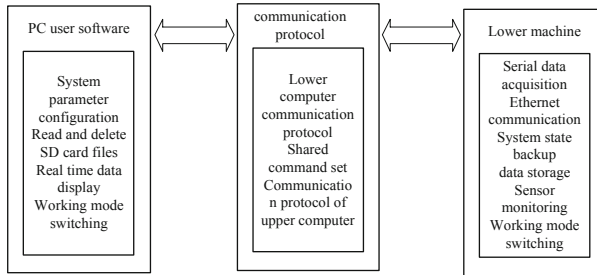 PC user software
System
parameter
configuration
Read and delete
SD card files
Real time data
display
Working mode
switching
communication
protocol
Lower
computer
communication
protocol
Shared
command set
Communicatio
n protocol of
upper computer
Lower machine
Serial data
acquisition
Ethernet
communication
System state
backup
data storage
Sensor
monitoring
Working mode
switching